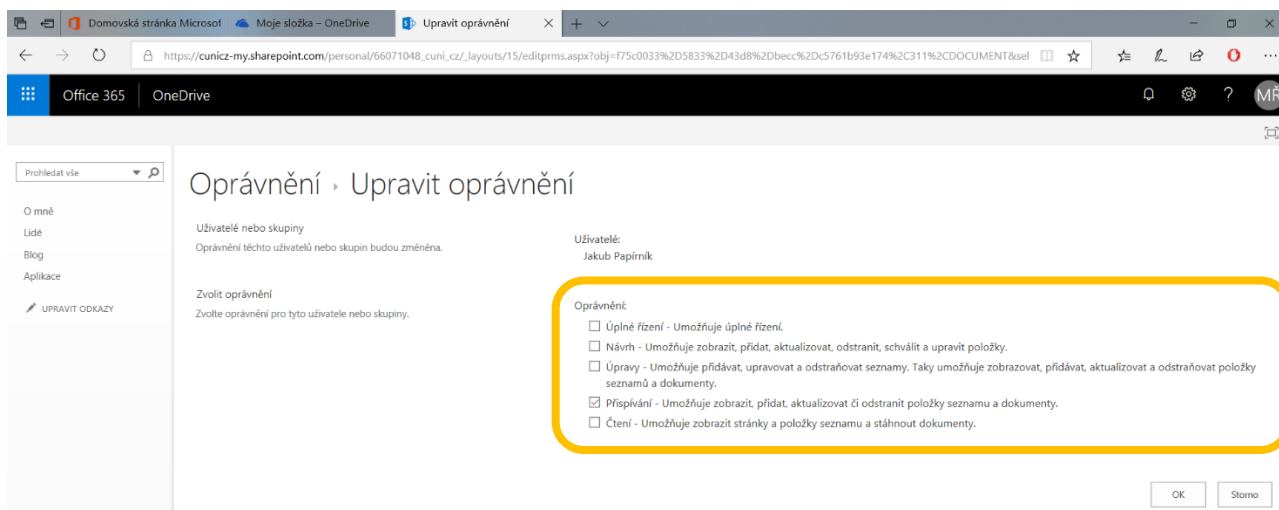 Domovská stránka Microsof
Moje složka – OneDrive
Upravit oprávnění
https://cunicz-my.sharepoint.com/personal/66071048_cuni_cz/_layouts/15/editprms.aspx?obj=f75c0033%2D5833%2D43d8%2Dbecc%2Dc5761b93e174%2C311%2CDOCUMENT&sel
Office 365
OneDrive
?
MŘ
Prohledat vše
Oprávnění › Upravit oprávnění
O mně
Lidé
Blog
Aplikace
UPRAVIT ODKAZY
Uživatelé nebo skupiny
Oprávnění těchto uživatelů nebo skupin budou změněna.
Uživatelé:
Jakub Papírník
Zvolit oprávnění
Zvolte oprávnění pro tyto uživatele nebo skupiny.
Oprávnění:
Úplné řízení - Umožňuje úplné řízení.
Návrh - Umožňuje zobrazit, přidat, aktualizovat, odstranit, schválit a upravit položky.
Úpravy - Umožňuje přidávat, upravovat a odstraňovat seznamy. Taky umožňuje zobrazovat, přidávat, aktualizovat a odstraňovat položky
seznamů a dokumenty.
Přispívání - Umožňuje zobrazit, přidat, aktualizovat či odstranit položky seznamu a dokumenty.
Čtení - Umožňuje zobrazit stránky a položky seznamu a stáhnout dokumenty.
OK
Storno